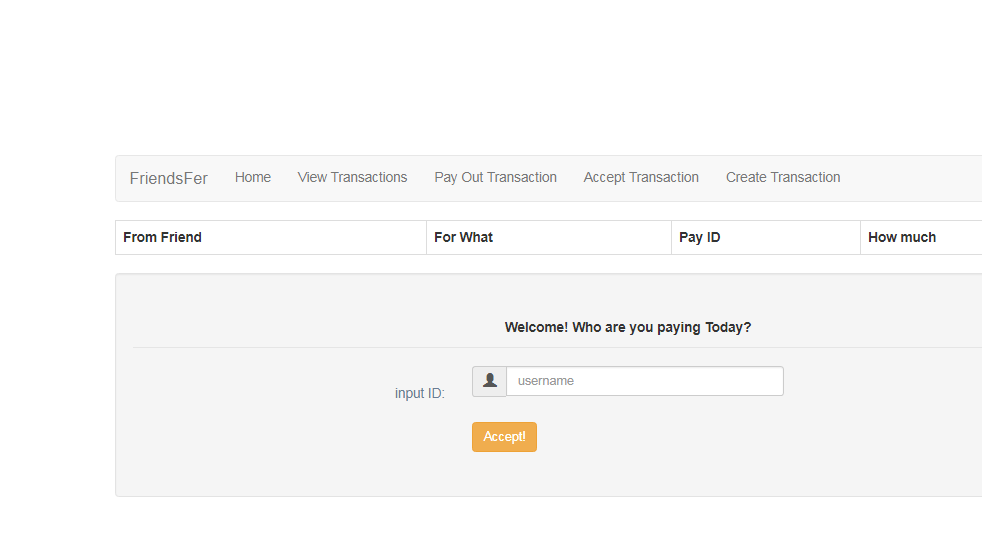 FriendsFer Home View Transactions Pay Out Transaction Accept Transaction Create Transaction
From Friend For What Pay ID How much
Welcome! Who are you paying Today?
input ID: username
Accept!